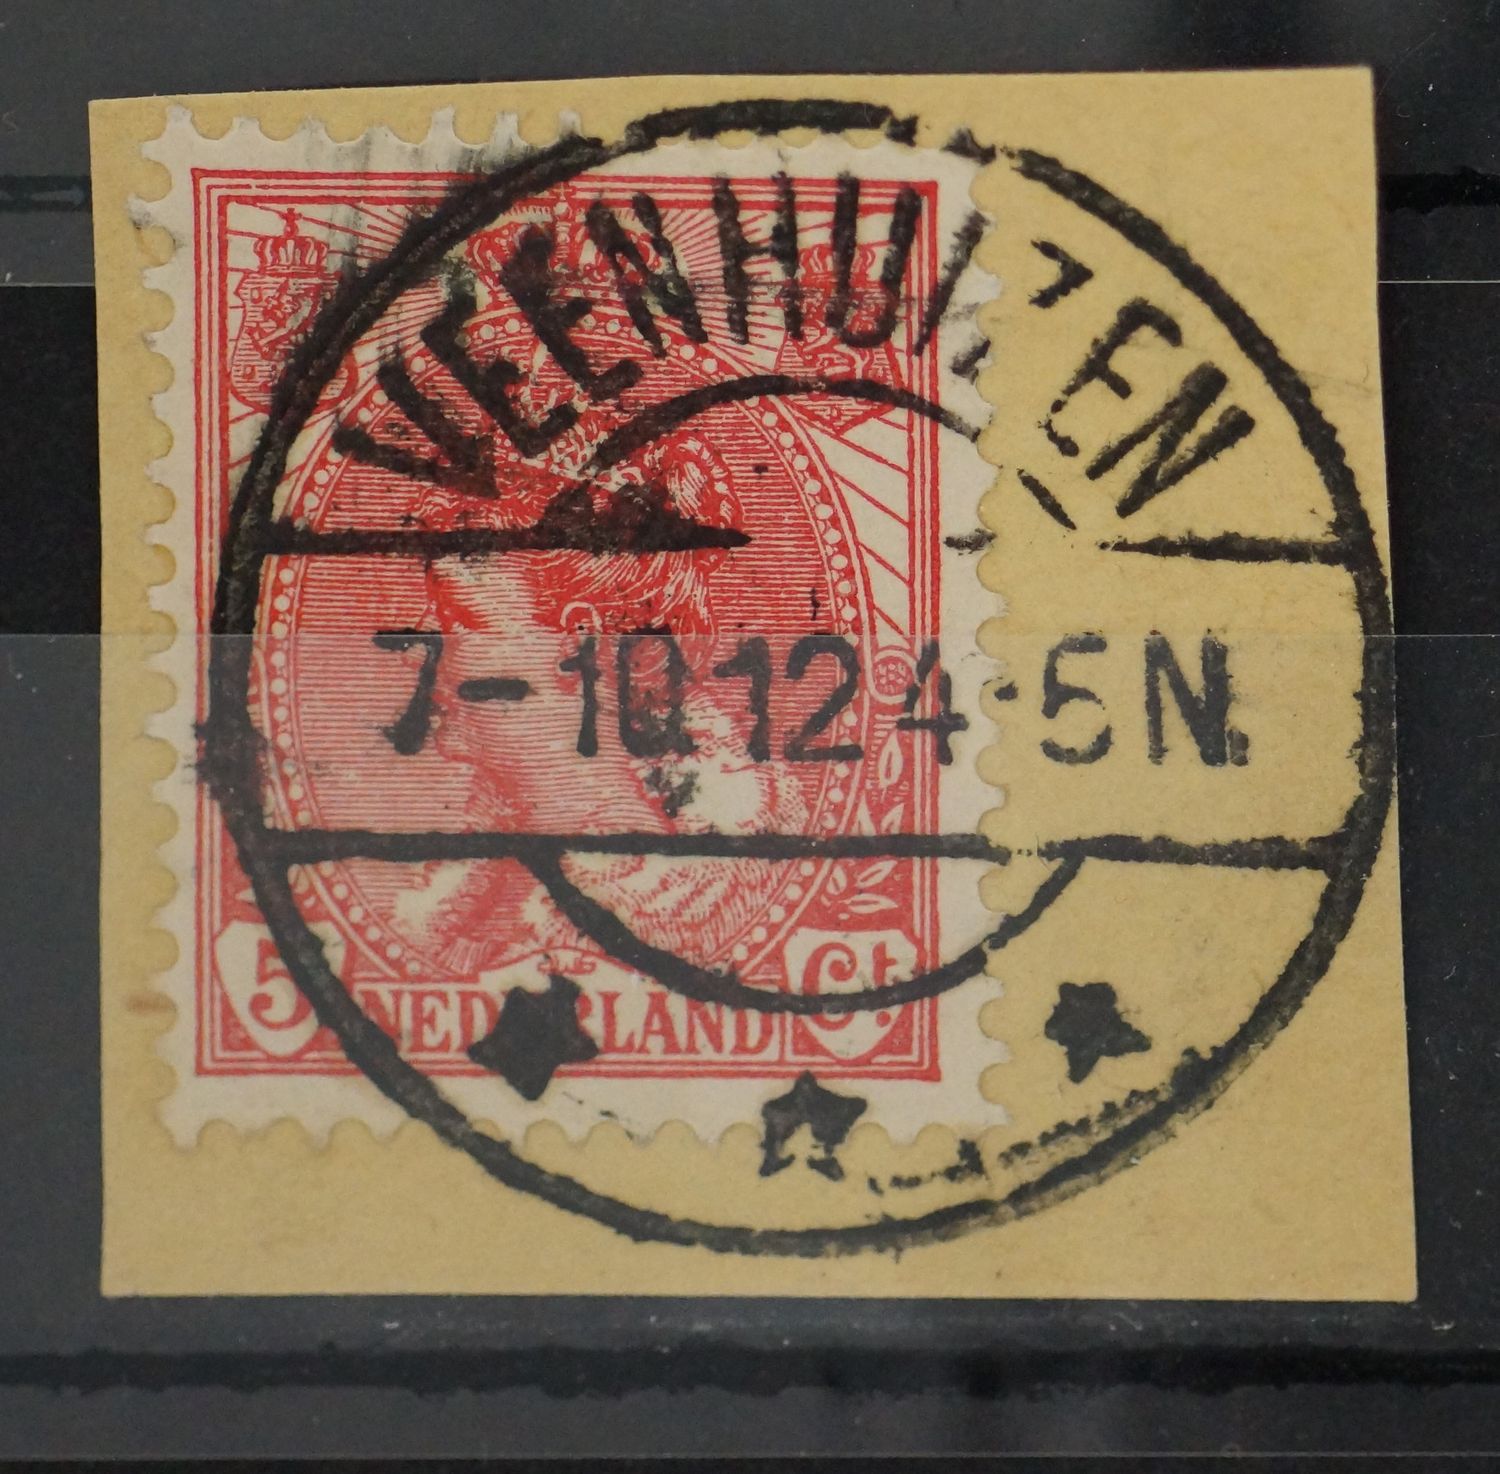 VEENHUIZEN
7-10 12 4-5N
5 NEDERLAND Ct